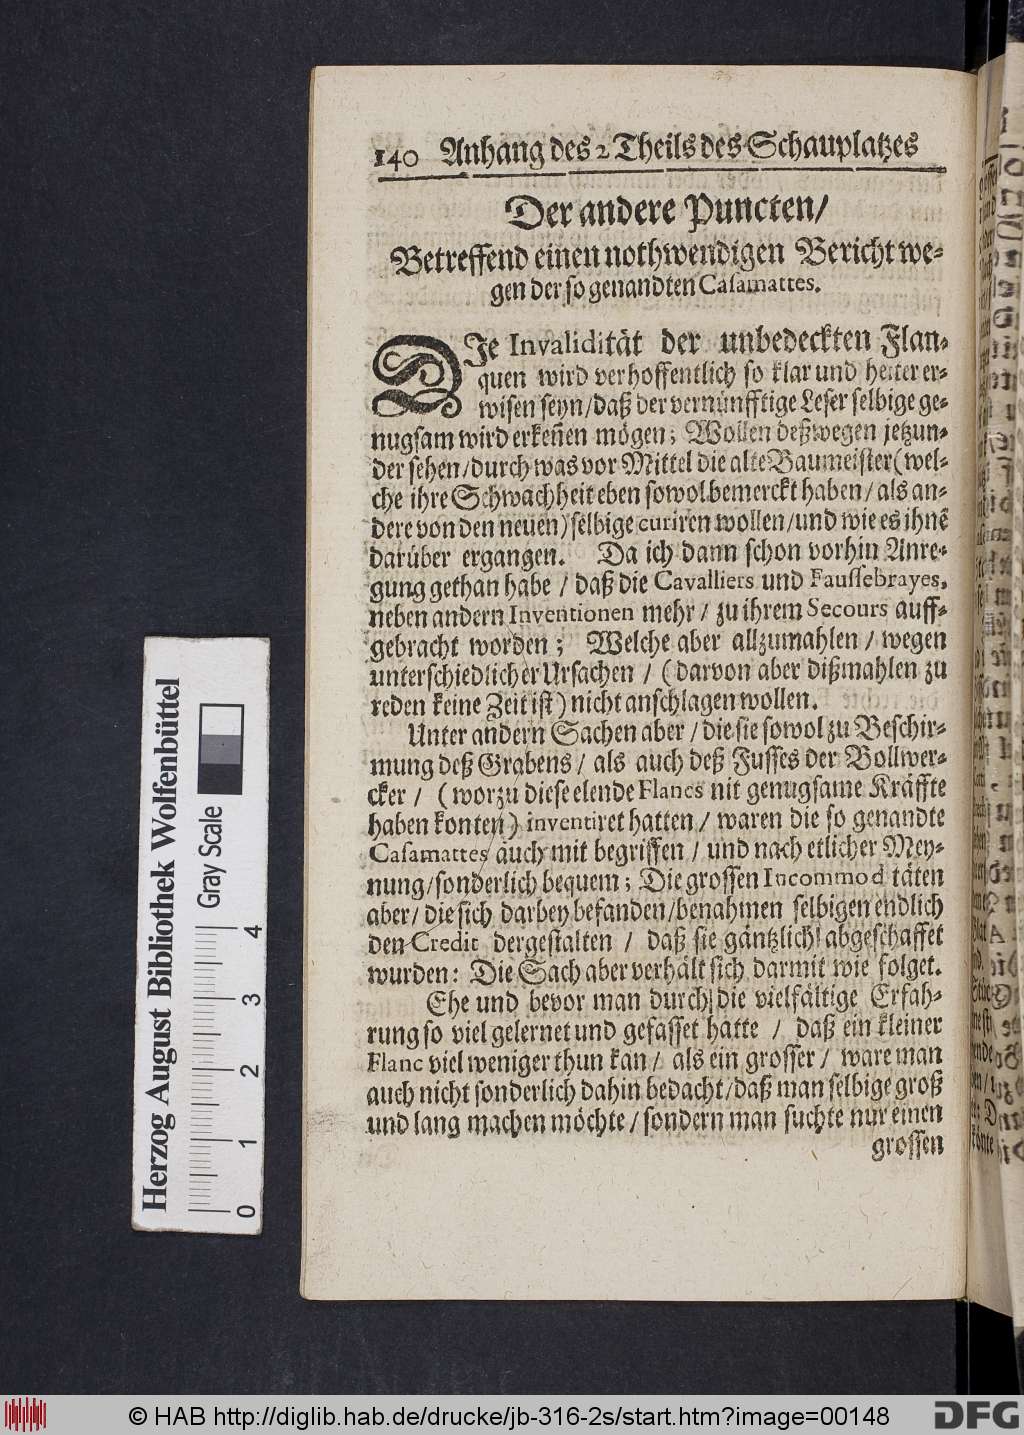 140 Anhang des 2 Theils des Schauplatzes
Der andere Puncten/
Betreffend einen nothwendigen Bericht we-
gen der so genandten Casamattes.
DIe Invalidität der unbedeckten Flan-
quen wird verhoffentlich so klar und heiter er-
wisen seyn/daß der vernünfftige Leser selbige ge-
nugsam wird erkeñen mögen; Wollen deßwegen jetzun-
der sehen/durch was vor Mittel die alte Baumeister (wel-
che ihre Schwachheit eben sowol bemerckt haben/als an-
dere von den neuen) selbige curiren wollen/und wie es ihnẽ
darüber ergangen. Da ich dann schon vorhin Anre-
gung gethan habe / daß die Cavalliers und Faussebrayes,
neben andern Inventionen mehr / zu ihrem Secours auff-
gebracht worden; Welche aber allzumahlen / wegen
unterschiedlicher Ursachen / (darvon aber dißmahlen zu
reden keine Zeit ist) nicht anschlagen wollen.
Unter andern Sachen aber / die sie sowol zu Beschir-
mung deß Grabens / als auch deß Fusses der Bollwer-
cker / (worzu diese elende Flancs nit genugsame Kräffte
haben konten) inventiret hatten / waren die so genandte
Casamattes auch mit begriffen / und nach etlicher Mey-
nung/sonderlich bequem; Die grossen Incommoditäten
aber/ die sich darbey befanden/benahmen selbigen endlich
den Credit dergestalten / daß sie gäntzlich abgeschaffet
wurden: Die Sach aber verhält sich darmit wie folget.
Ehe und bevor man durch die vielfältige Erfah-
rung so viel gelernet und gefasset hatte / daß ein kleiner
Flanc viel weniger thun kan / als ein grosser / ware man
auch nicht sonderlich dahin bedacht/daß man selbige groß
und lang machen möchte / sondern man suchte nur einen
grossen
Herzog August Bibliothek Wolfenbüttel
Gray Scale
0 1 2 3 4
© HAB http://diglib.hab.de/drucke/jb-316-2s/start.htm?image=00148
DFG